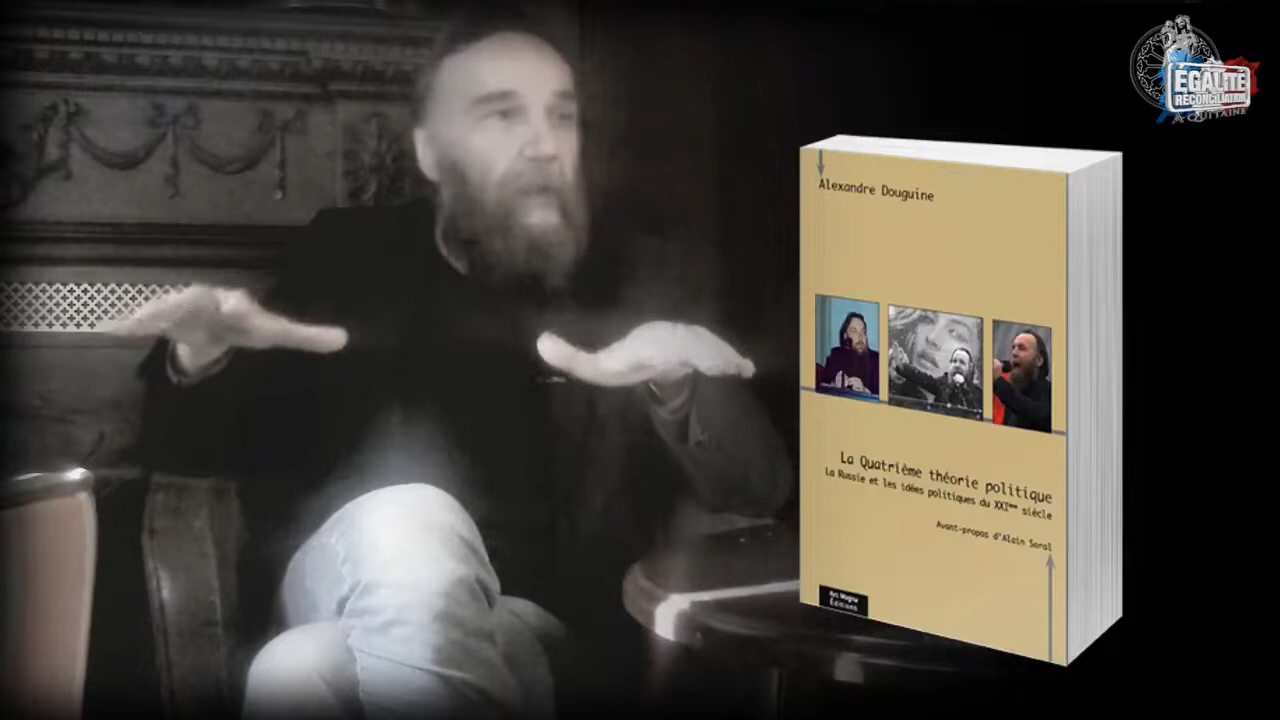 EGALITÉ
RÉCONCILIATION
AQUITAINE
Alexandre Douguine
La Quatrième théorie politique
La Russie et les idées politiques du XXIème siècle
Avant-propos d'Alain Soral
Ars Magna
Éditions